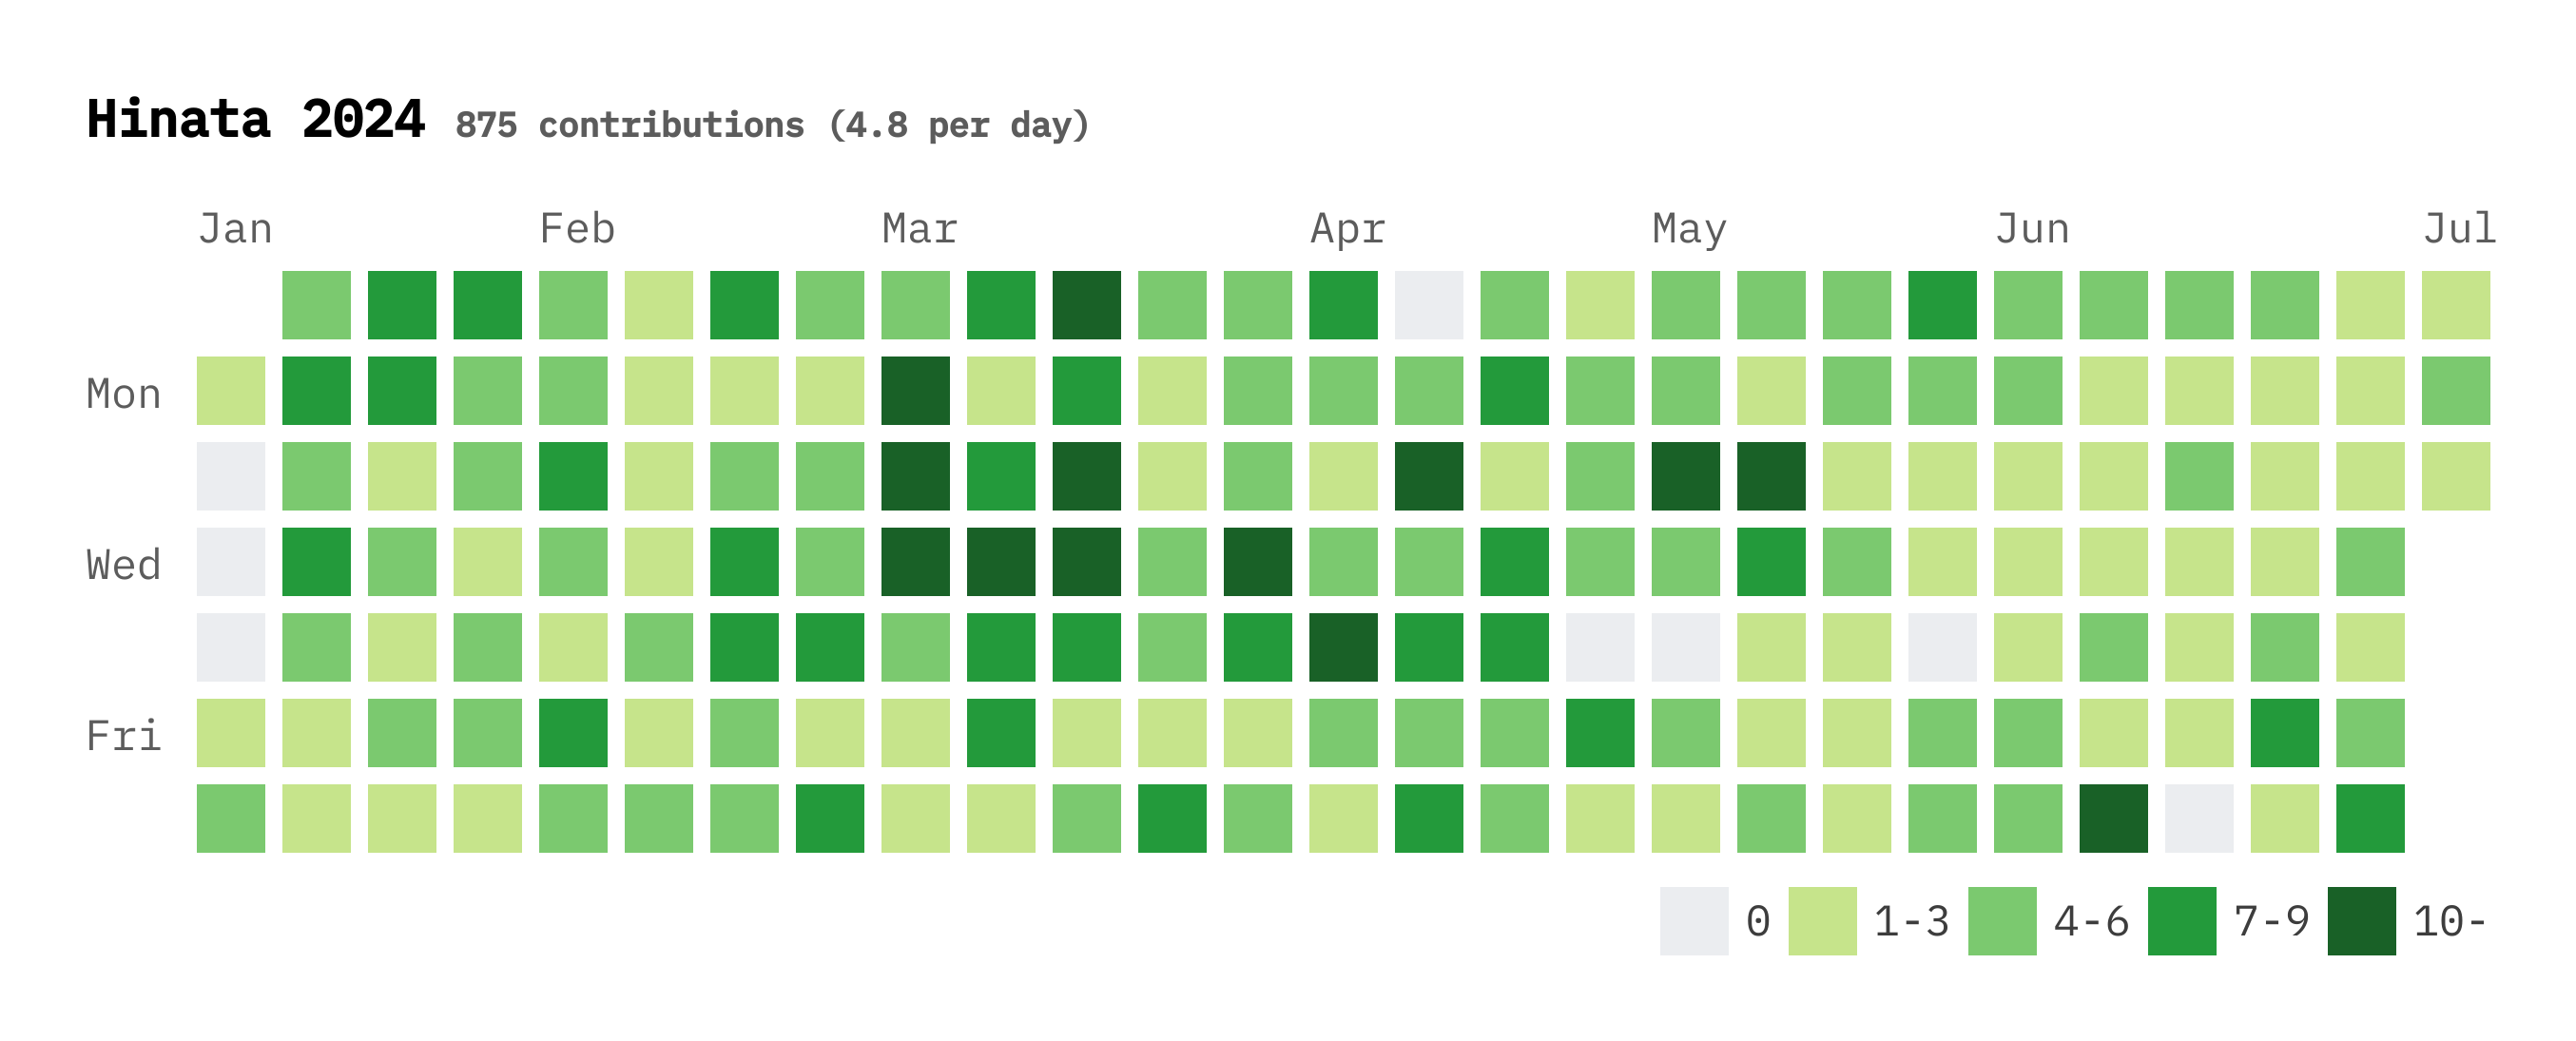 Hinata 2024 875 contributions (4.8 per day)
Jan Feb Mar Apr May Jun Jul
Mon
Wed
Fri
0 1-3 4-6 7-9 10-